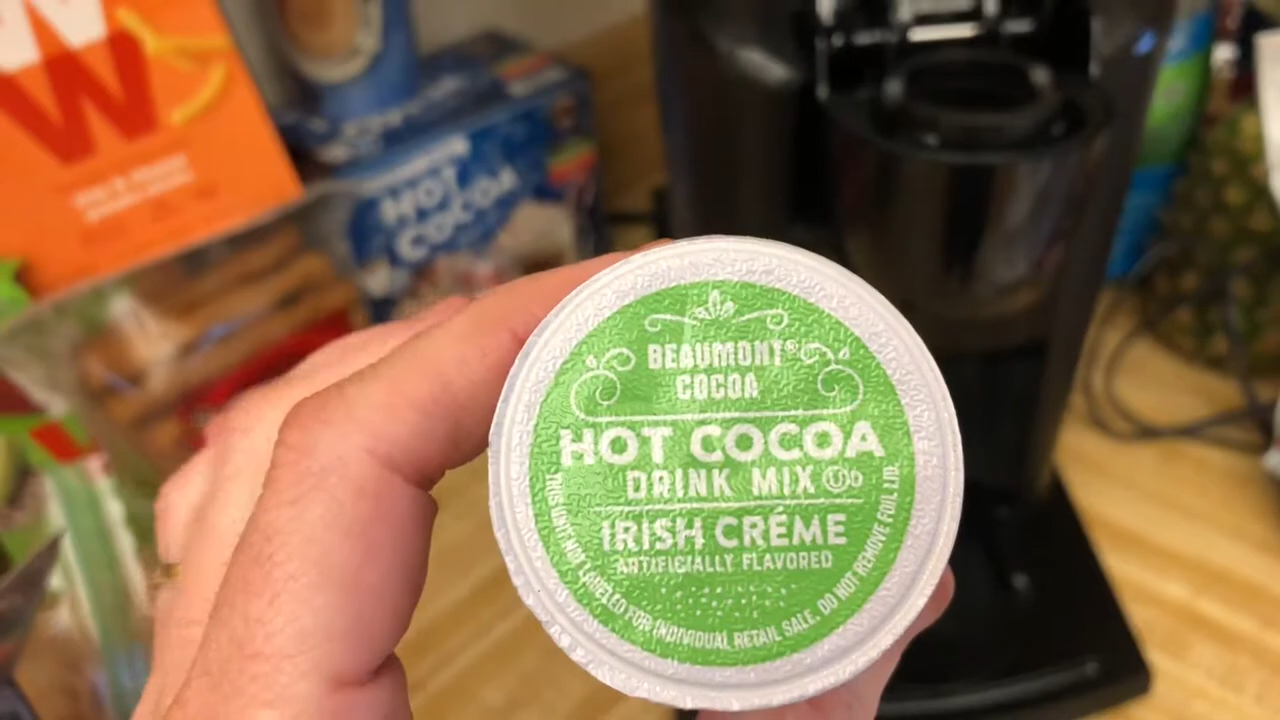 W
HOT
COCOA
BEAUMONT®
COCOA
HOT COCOA
DRINK MIX ⓊD
IRISH CRÉME
ARTIFICIALLY FLAVORED
THIS UNIT NOT LABELED FOR INDIVIDUAL RETAIL SALE. DO NOT REMOVE FOIL LID.